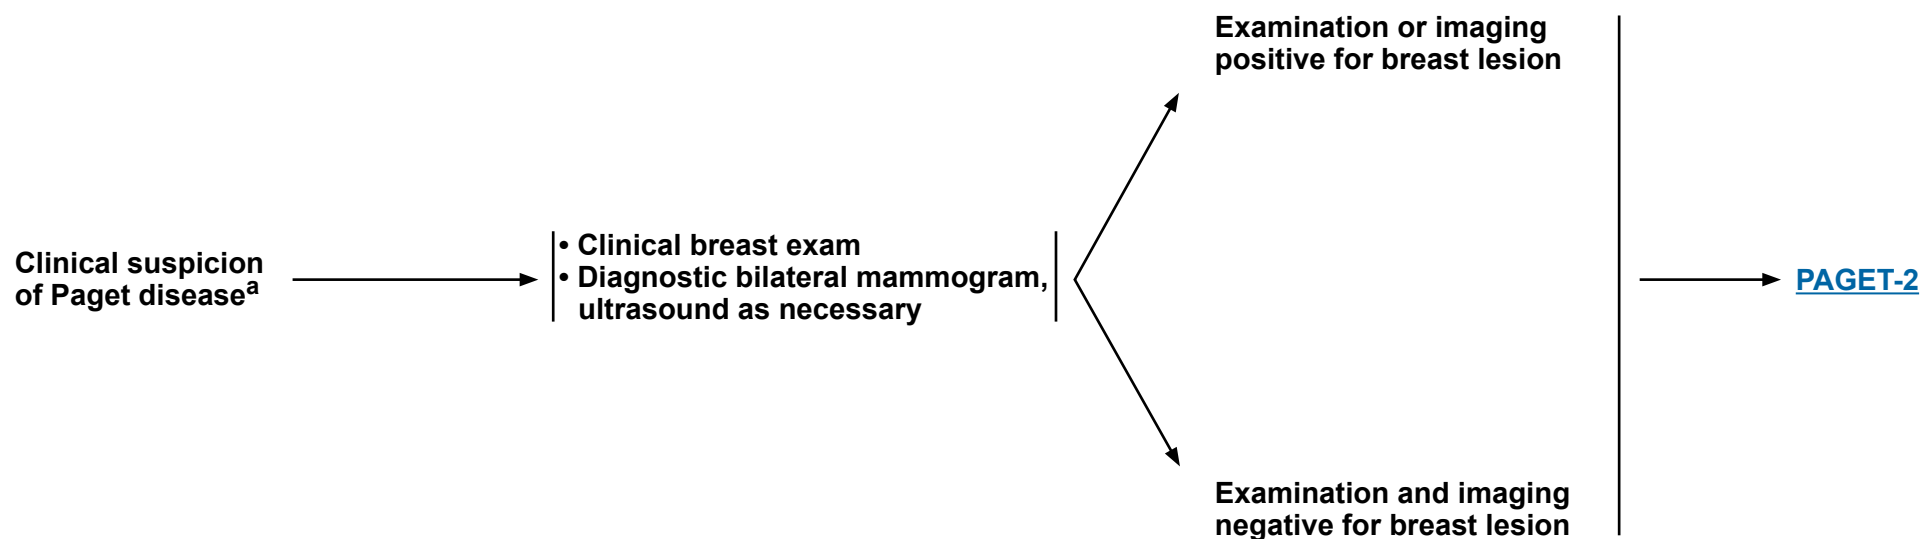 Examination or imaging
positive for breast lesion
Clinical suspicion
of Paget diseaseᵃ
• Clinical breast exam
• Diagnostic bilateral mammogram,
ultrasound as necessary
PAGET-2
Examination and imaging
negative for breast lesion